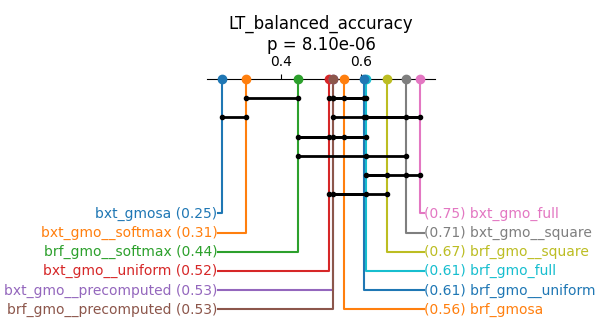 LT_balanced_accuracy
p = 8.10e-06
0.4 0.6
bxt_gmosa (0.25) (0.75) bxt_gmo_full
bxt_gmo__softmax (0.31) (0.71) bxt_gmo__square
brf_gmo__softmax (0.44) (0.67) brf_gmo__square
bxt_gmo__uniform (0.52) (0.61) brf_gmo_full
bxt_gmo__precomputed (0.53) (0.61) brf_gmo__uniform
brf_gmo__precomputed (0.53) (0.56) brf_gmosa